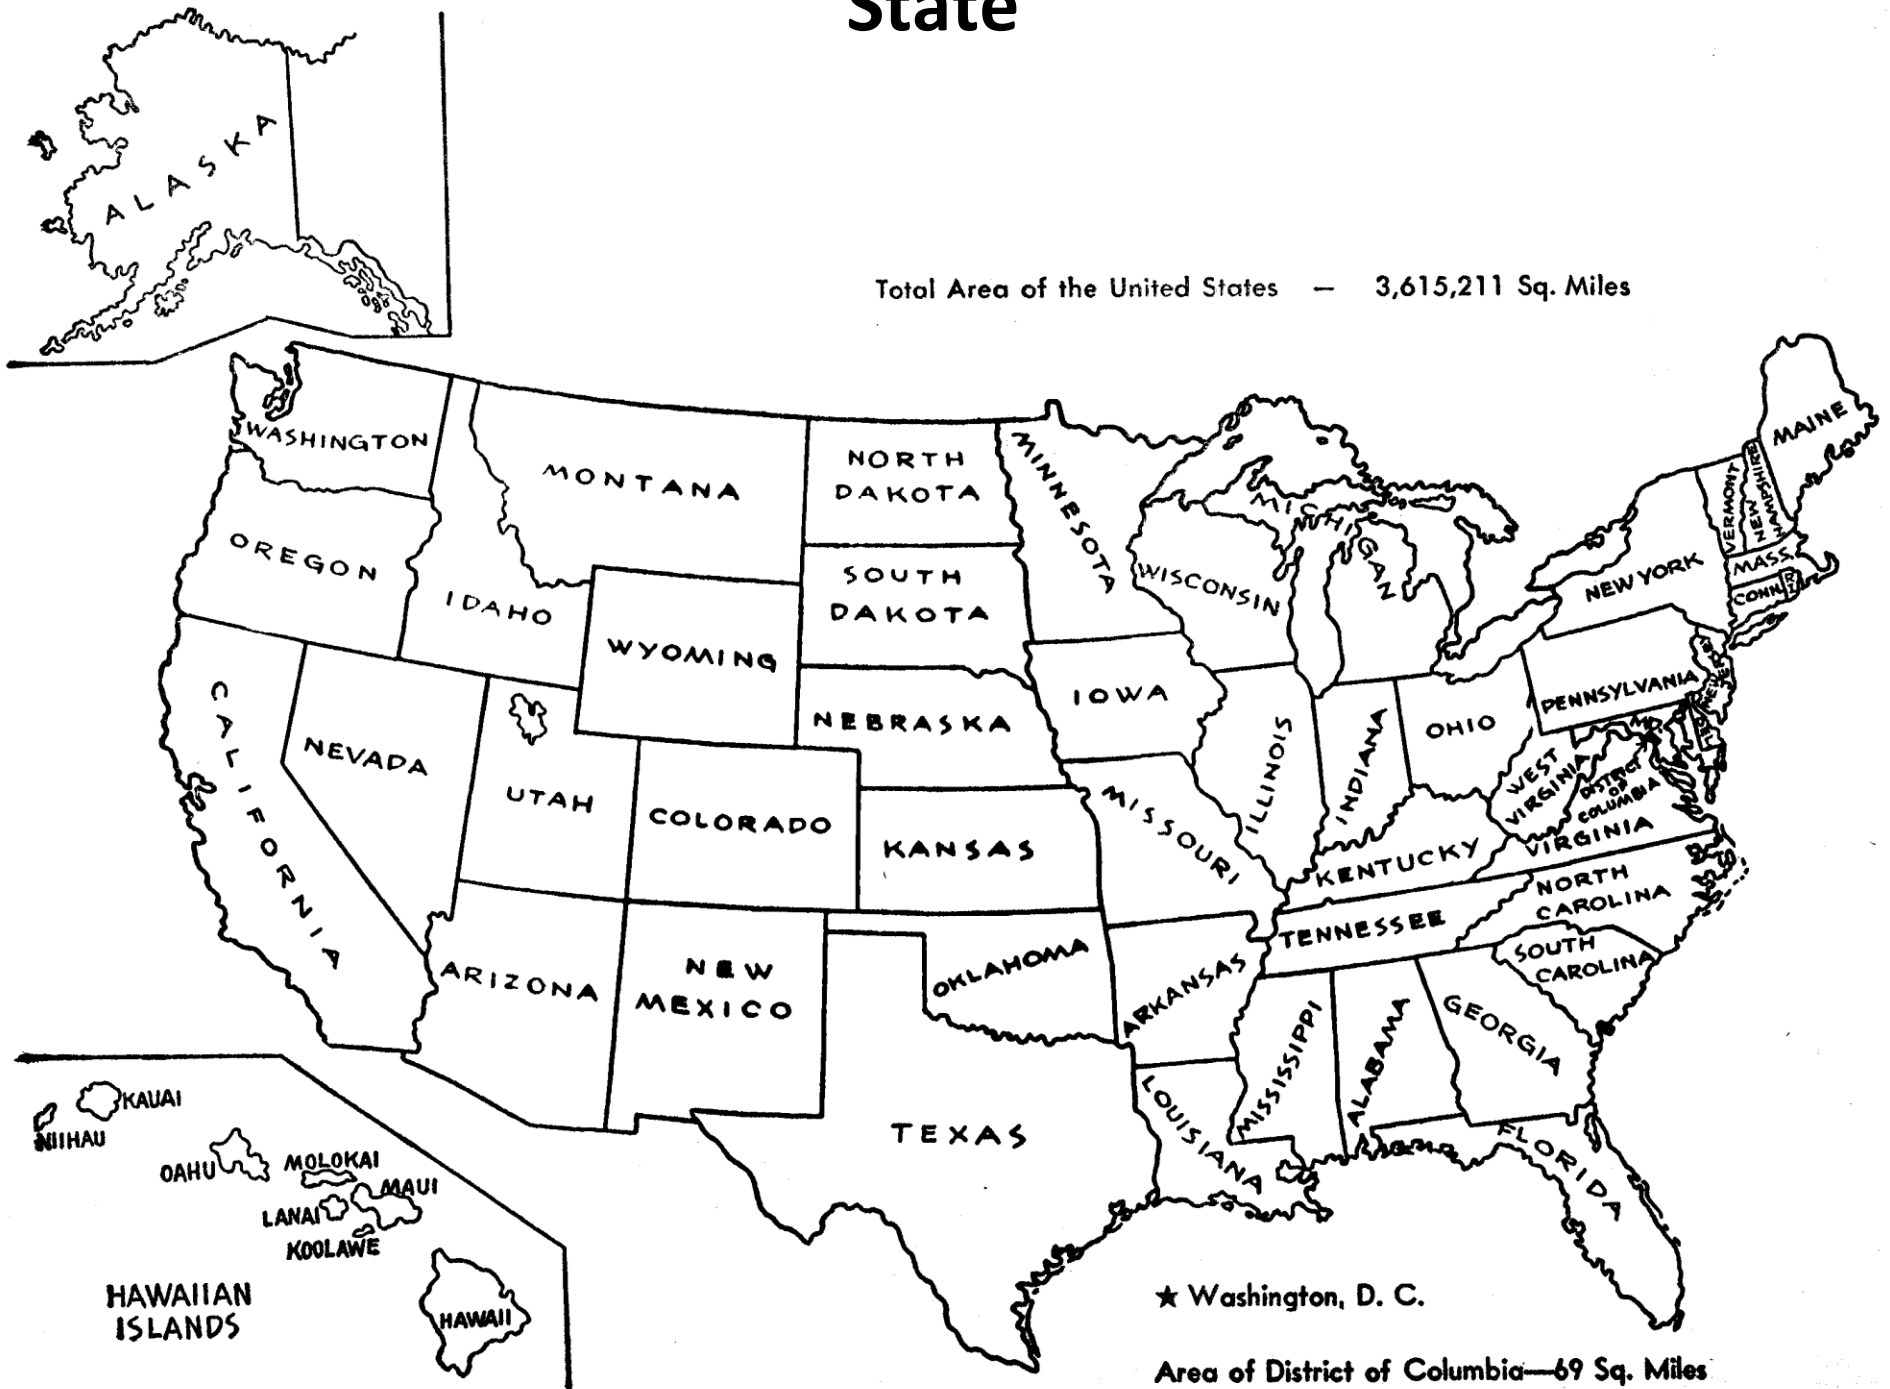 State
ALASKA
Total Area of the United States – 3,615,211 Sq. Miles
WASHINGTON
MONTANA
NORTH
DAKOTA
MINNESOTA
MICHIGAN
MAINE
VERMONT
NEW
HAMPSHIRE
OREGON
IDAHO
SOUTH
DAKOTA
WISCONSIN
NEW YORK
MASS.
CONN.
R
I
WYOMING
IOWA
PENNSYLVANIA
NEW
JERSEY
CALIFORNIA
NEVADA
NEBRASKA
ILLINOIS
INDIANA
OHIO
MD
DEL
UTAH
COLORADO
KANSAS
MISSOURI
WEST
VIRGINIA
DISTRICT
OF
COLUMBIA
VIRGINIA
KENTUCKY
NORTH
CAROLINA
TENNESSEE
SOUTH
CAROLINA
ARIZONA
NEW
MEXICO
OKLAHOMA
ARKANSAS
MISSISSIPPI
ALABAMA
GEORGIA
LOUISIANA
TEXAS
FLORIDA
KAUAI
NIIHAU
OAHU
MOLOKAI
MAUI
LANAI
KOOLAWE
HAWAIIAN
ISLANDS
HAWAII
★ Washington, D. C.
Area of District of Columbia—69 Sq. Miles